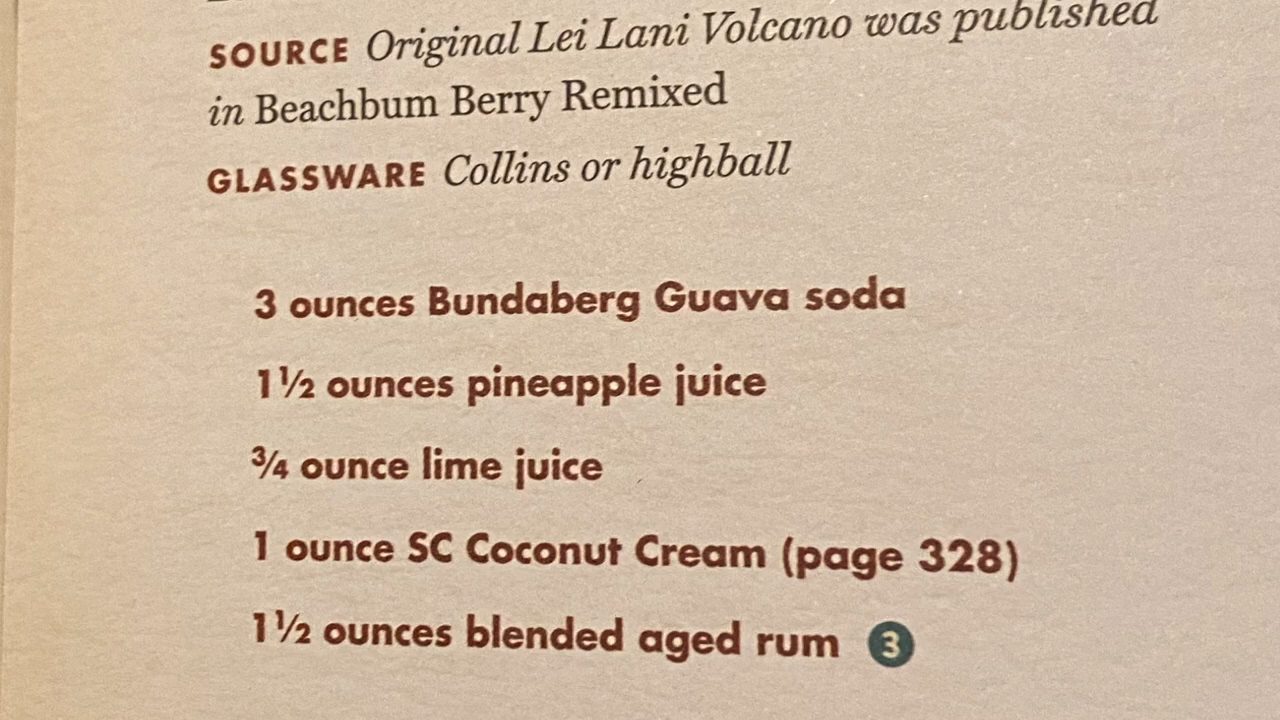 SOURCE Original Lei Lani Volcano was published
in Beachbum Berry Remixed
GLASSWARE Collins or highball
3 ounces Bundaberg Guava soda
1½ ounces pineapple juice
¾ ounce lime juice
1 ounce SC Coconut Cream (page 328)
1½ ounces blended aged rum 3